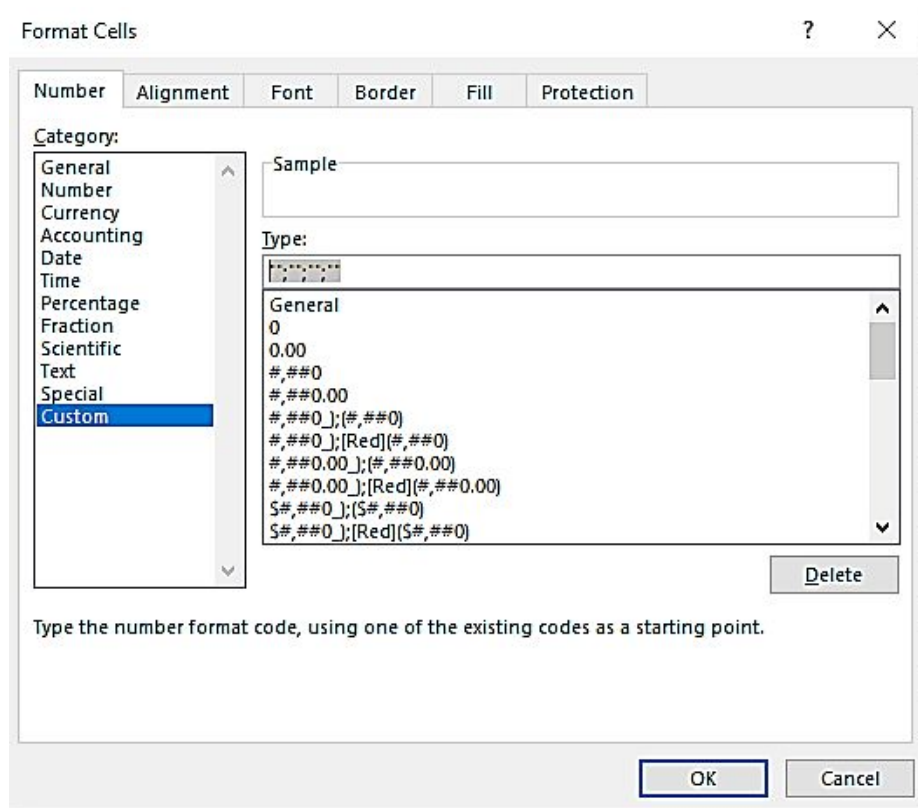 Format Cells
?
Number Alignment Font Border Fill Protection
Category:
General
Number
Currency
Accounting
Date
Time
Percentage
Fraction
Scientific
Text
Special
Custom
Sample
Type:
"";"";"";""
General
0
0.00
#,##0
#,##0.00
#,##0_);(#,##0)
#,##0_);[Red](#,##0)
#,##0.00_);(#,##0.00)
#,##0.00_);[Red](#,##0.00)
$#,##0_);($#,##0)
$#,##0_);[Red]($#,##0)
Delete
Type the number format code, using one of the existing codes as a starting point.
OK Cancel